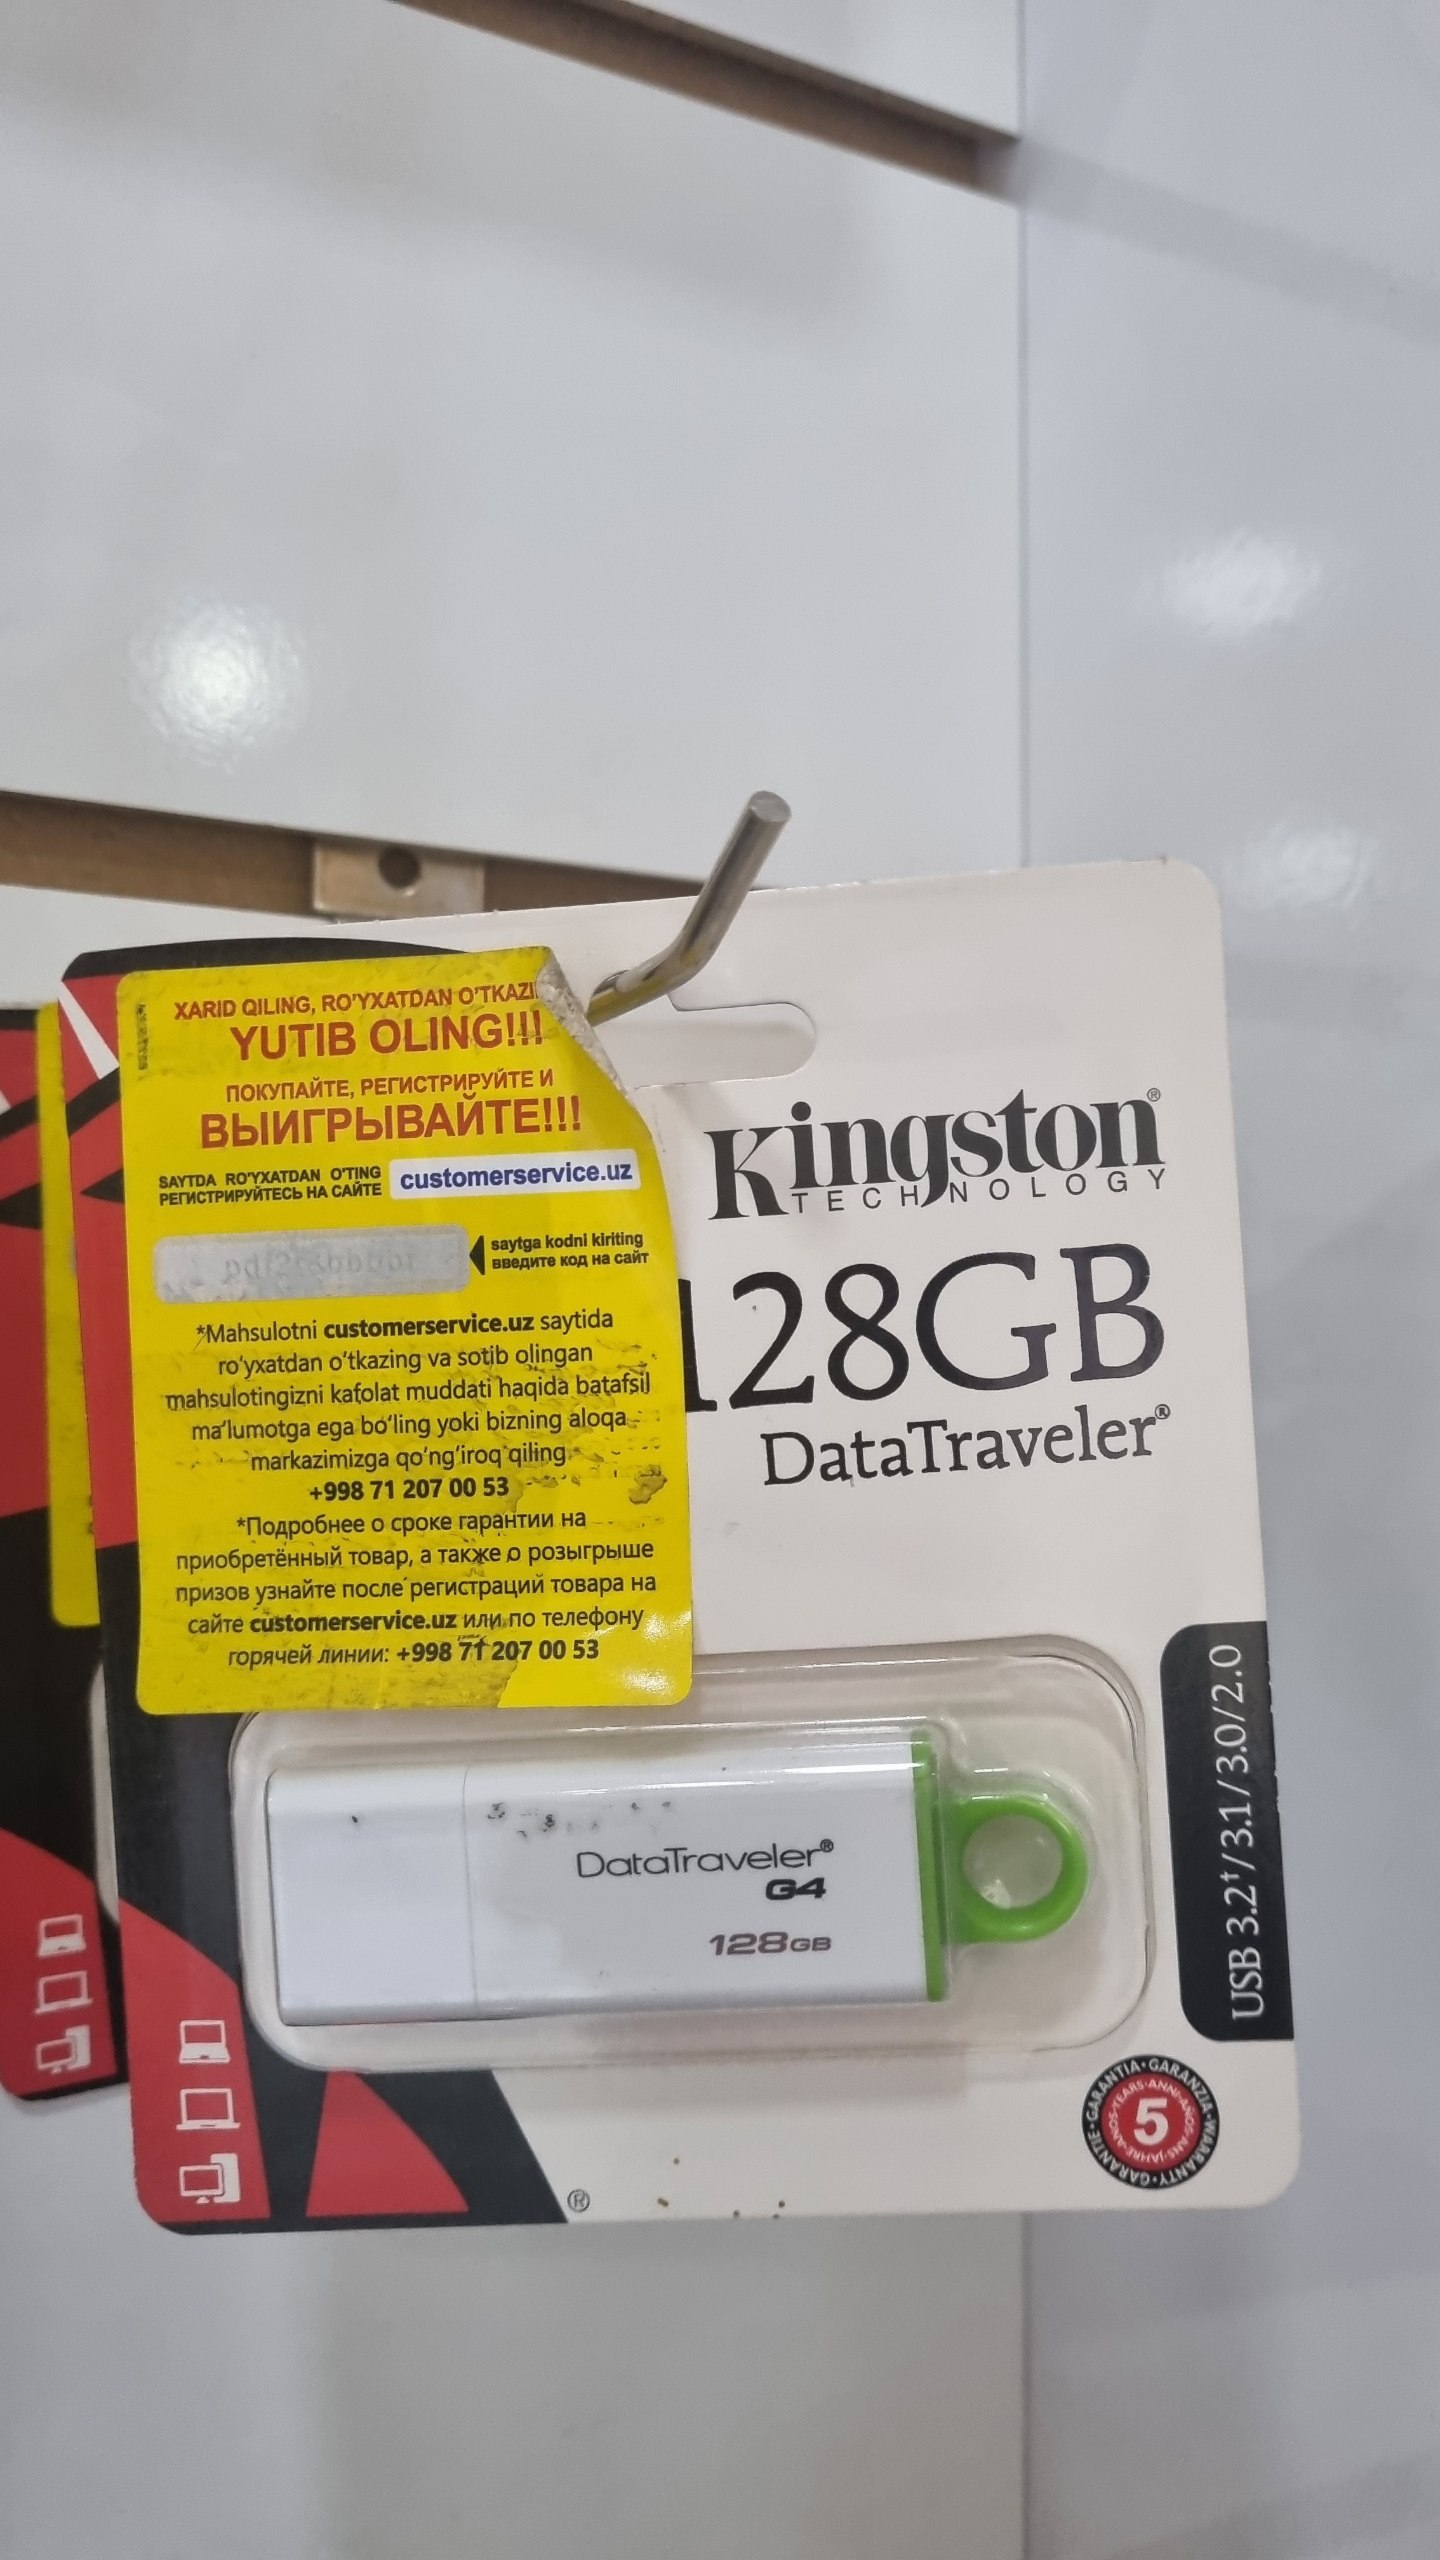 XARID QILING, RO'YXATDAN O'TKAZI
YUTIB OLING!!!
ПОКУПАЙТЕ, РЕГИСТРИРУЙТЕ И
ВЫИГРЫВАЙТЕ!!!
SAYTDA RO'YXATDAN O'TING
РЕГИСТРИРУЙТЕСЬ НА САЙТЕ
customerservice.uz
saytga kodni kiriting
введите код на сайт
*Mahsulotni customerservice.uz saytida
ro'yxatdan o'tkazing va sotib olingan
mahsulotingizni kafolat muddati haqida batafsil
ma'lumotga ega bo'ling yoki bizning aloqa
markazimizga qo'ng'iroq qiling
+998 71 207 00 53
*Подробнее о сроке гарантии на
приобретённый товар, а также о розыгрыше
призов узнайте после регистраций товара на
сайте customerservice.uz или по телефону
горячей линии: +998 71 207 00 53
Kingston®
TECHNOLOGY
128GB
DataTraveler®
DataTraveler®
G4
128GB
USB 3.2†/3.1/3.0/2.0
GARANTIA · GARANZIA · WARRANTY · GARANTIE
5
®